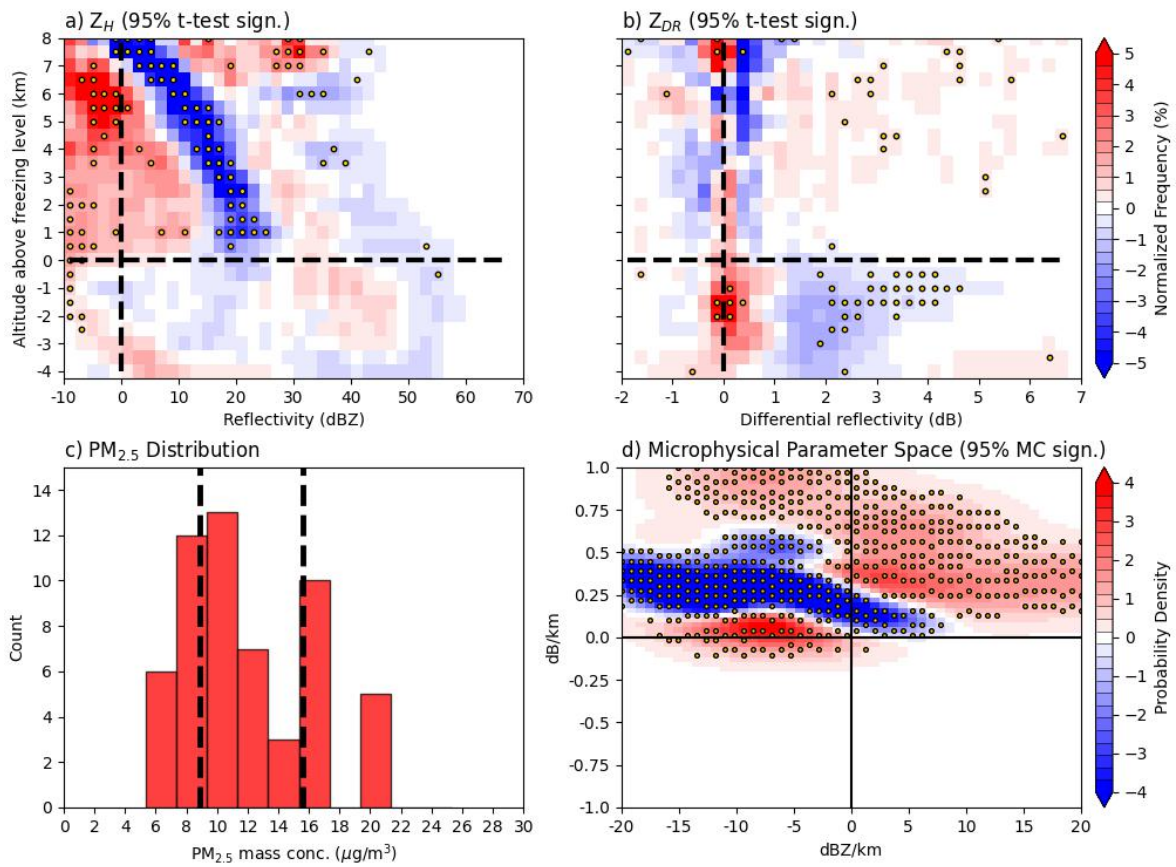 a) Z_H (95% t-test sign.)
8
7
6
5
4
3
2
1
0
-1
-2
-3
-4
Altitude above freezing level (km)
-10 0 10 20 30 40 50 60 70
Reflectivity (dBZ)
b) Z_DR (95% t-test sign.)
-2 -1 0 1 2 3 4 5 6 7
Differential reflectivity (dB)
5
4
3
2
1
0
−1
−2
−3
−4
−5
Normalized Frequency (%)
c) PM_2.5 Distribution
14
12
10
8
6
4
2
0
Count
0 2 4 6 8 10 12 14 16 18 20 22 24 26 28 30
PM_2.5 mass conc. (μg/m³)
d) Microphysical Parameter Space (95% MC sign.)
1.0
0.75
0.5
0.25
0.0
-0.25
-0.5
-0.75
-1.0
dB/km
-20 -15 -10 -5 0 5 10 15 20
dBZ/km
4
3
2
1
0
−1
−2
−3
−4
Probability Density